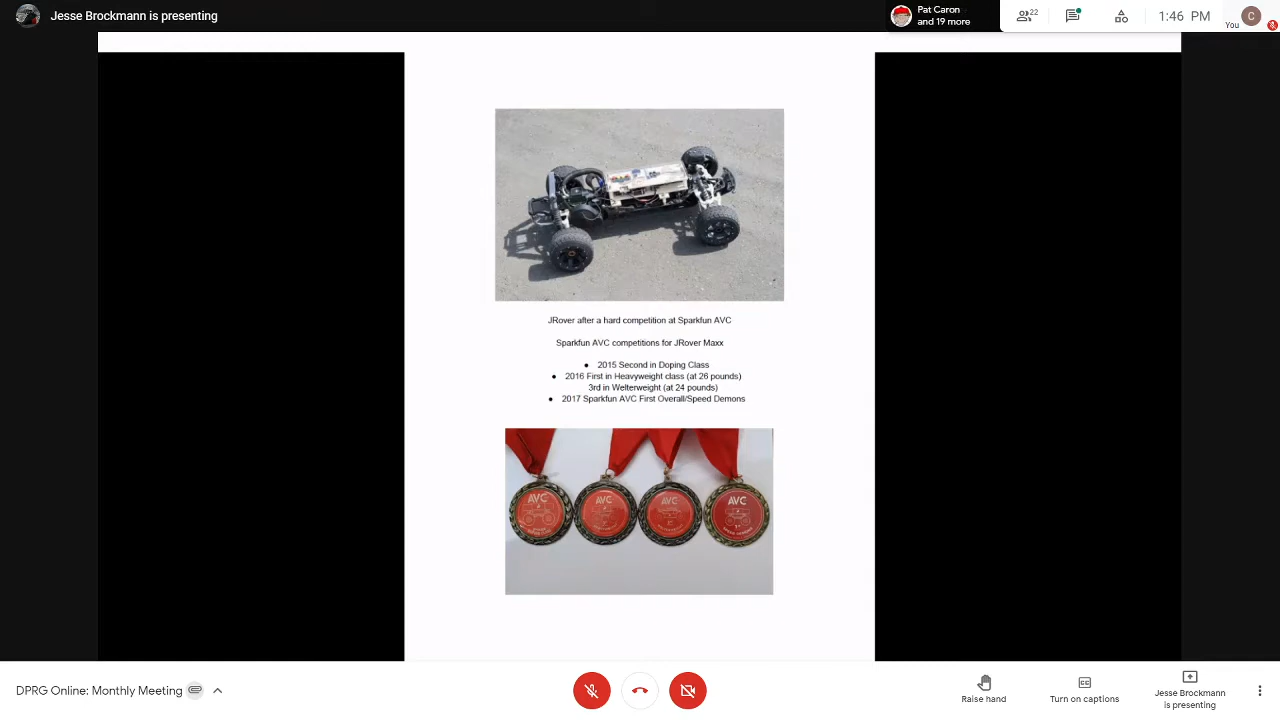 Jesse Brockmann is presenting
Pat Caron
and 19 more
22
1:46 PM
You
C
JRover after a hard competition at Sparkfun AVC
Sparkfun AVC competitions for JRover Maxx
● 2015 Second in Doping Class
● 2016 First in Heavyweight class (at 26 pounds)
3rd in Welterweight (at 24 pounds)
● 2017 Sparkfun AVC First Overall/Speed Demons
AVC AVC AVC AVC
DPRG Online: Monthly Meeting
Raise hand
CC
Turn on captions
Jesse Brockmann
is presenting